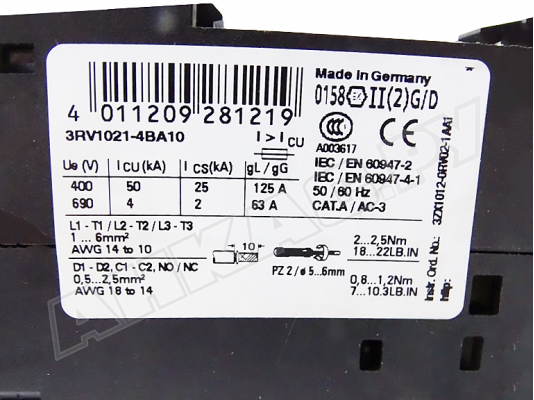 Made in Germany
4 011209 281219
0158 Ex II(2)G/D
3RV1021-4BA10
I > I CU
CCC
A003617
Ue (V) I CU (kA) I CS (kA) gL / gG
400 50 25 125 A
690 4 2 63 A
IEC / EN 60947-2
IEC / EN 60947-4-1
50 / 60 Hz
CAT.A / AC-3
L1 - T1 / L2 - T2 / L3 - T3
1 ... 6mm²
AWG 14 to 10
10
PZ 2 / ø 5...6mm
2...2,5Nm
18...22LB.IN
D1 - D2, C1 - C2, NO / NC
0,5...2,5mm²
AWG 18 to 14
0,8...1,2Nm
7...10.3LB.IN
Instr. Ord. No.: 3ZX1012-0RV02-1AA1
http: